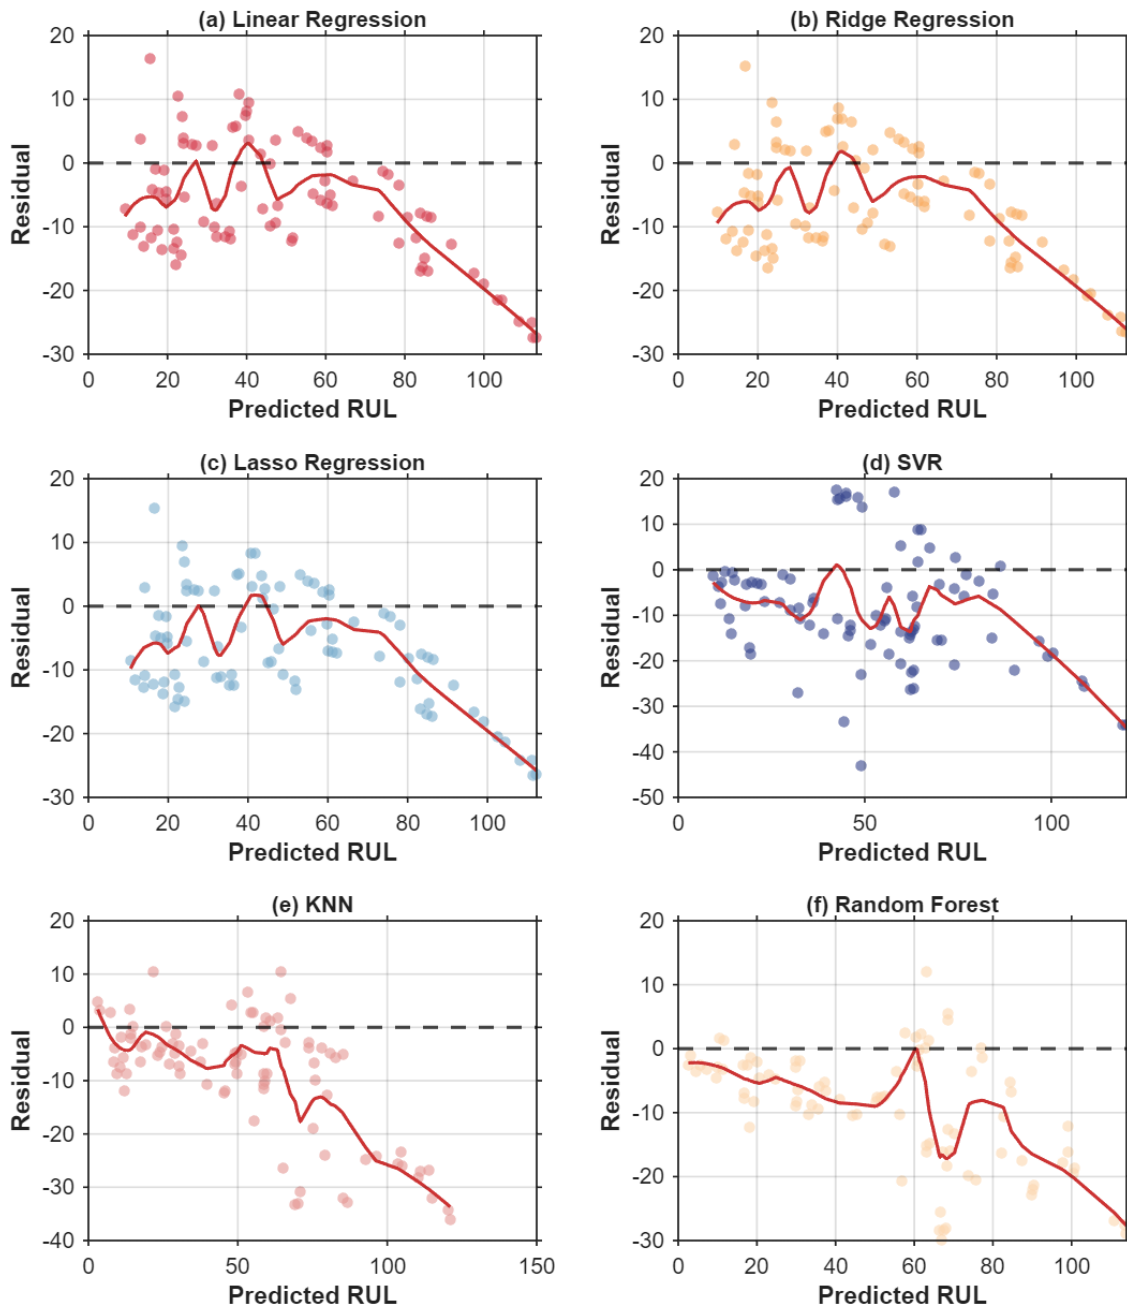 (a) Linear Regression
20
10
0
-10
-20
-30
Residual
0 20 40 60 80 100
Predicted RUL
(b) Ridge Regression
20
10
0
-10
-20
-30
Residual
0 20 40 60 80 100
Predicted RUL
(c) Lasso Regression
20
10
0
-10
-20
-30
Residual
0 20 40 60 80 100
Predicted RUL
(d) SVR
20
10
0
-10
-20
-30
-40
-50
Residual
0 50 100
Predicted RUL
(e) KNN
20
10
0
-10
-20
-30
-40
Residual
0 50 100 150
Predicted RUL
(f) Random Forest
20
10
0
-10
-20
-30
Residual
0 20 40 60 80 100
Predicted RUL